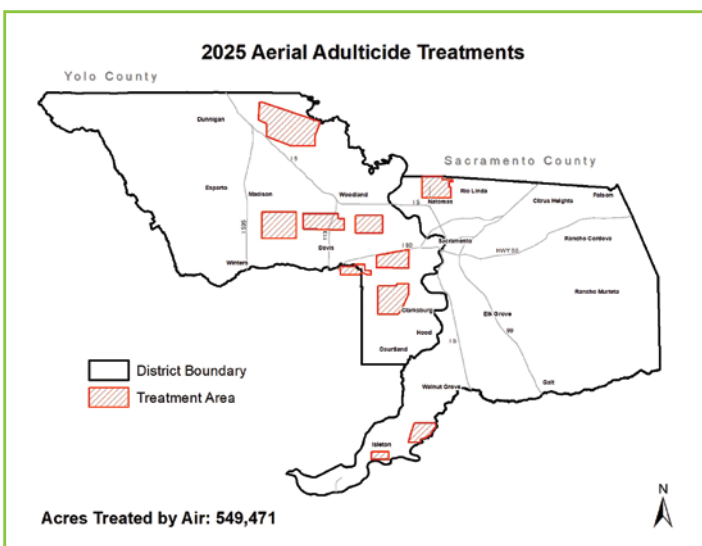 2025 Aerial Adulticide Treatments
Yolo County
Dunnigan
Sacramento County
I 5
Rio Linda
Folsom
Esparto
Madison
Woodland
Natomas
Citrus Heights
I 5
I 505
113
Davis
I 80
Sacramento
HWY 50
Rancho Cordova
Winters
Rancho Murieta
Clarksburg
Elk Grove
Hood
99
I 5
Courtland
District Boundary
Walnut Grove
Galt
Treatment Area
Isleton
N
Acres Treated by Air: 549,471